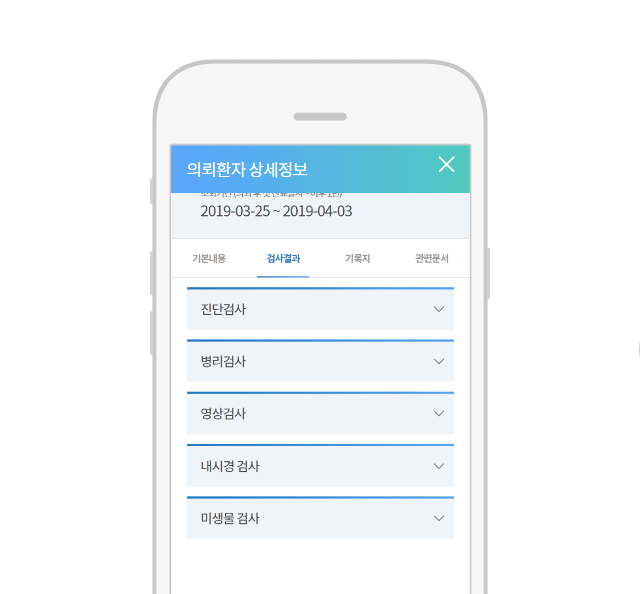 의뢰환자 상세정보
2019-03-25 ~ 2019-04-03
기본내용 검사결과 기록지 관련문서
진단검사
병리검사
영상검사
내시경 검사
미생물 검사